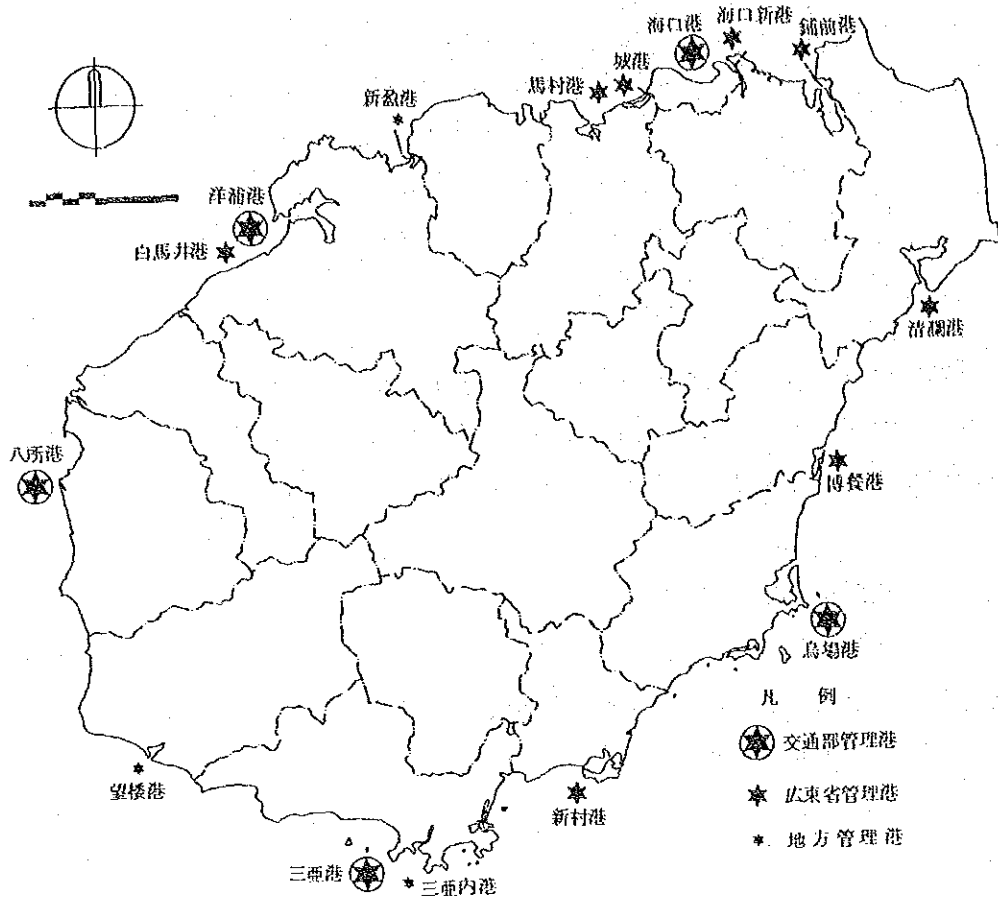 海口港
海口新港
鋪前港
馬村港
新盈港
洋浦港
白馬井港
清瀾港
八所港
博餐港
烏場港
凡 例
交通部管理港
望楼港
広東省管理港
新村港
地方管理港
三亜港
三亜内港